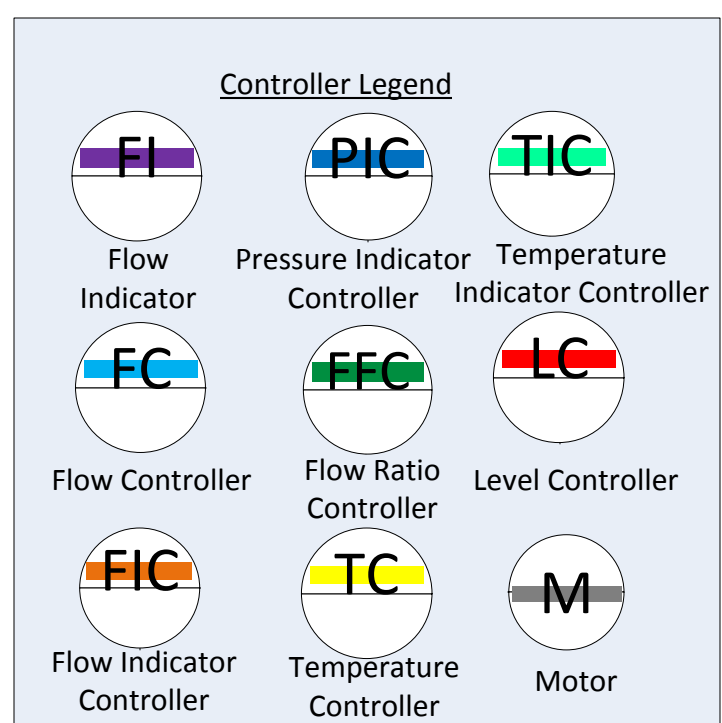 Controller Legend
FI
PIC
TIC
Flow
Indicator
Pressure Indicator
Controller
Temperature
Indicator Controller
FC
FFC
LC
Flow Controller
Flow Ratio
Controller
Level Controller
FIC
TC
M
Flow Indicator
Controller
Temperature
Controller
Motor